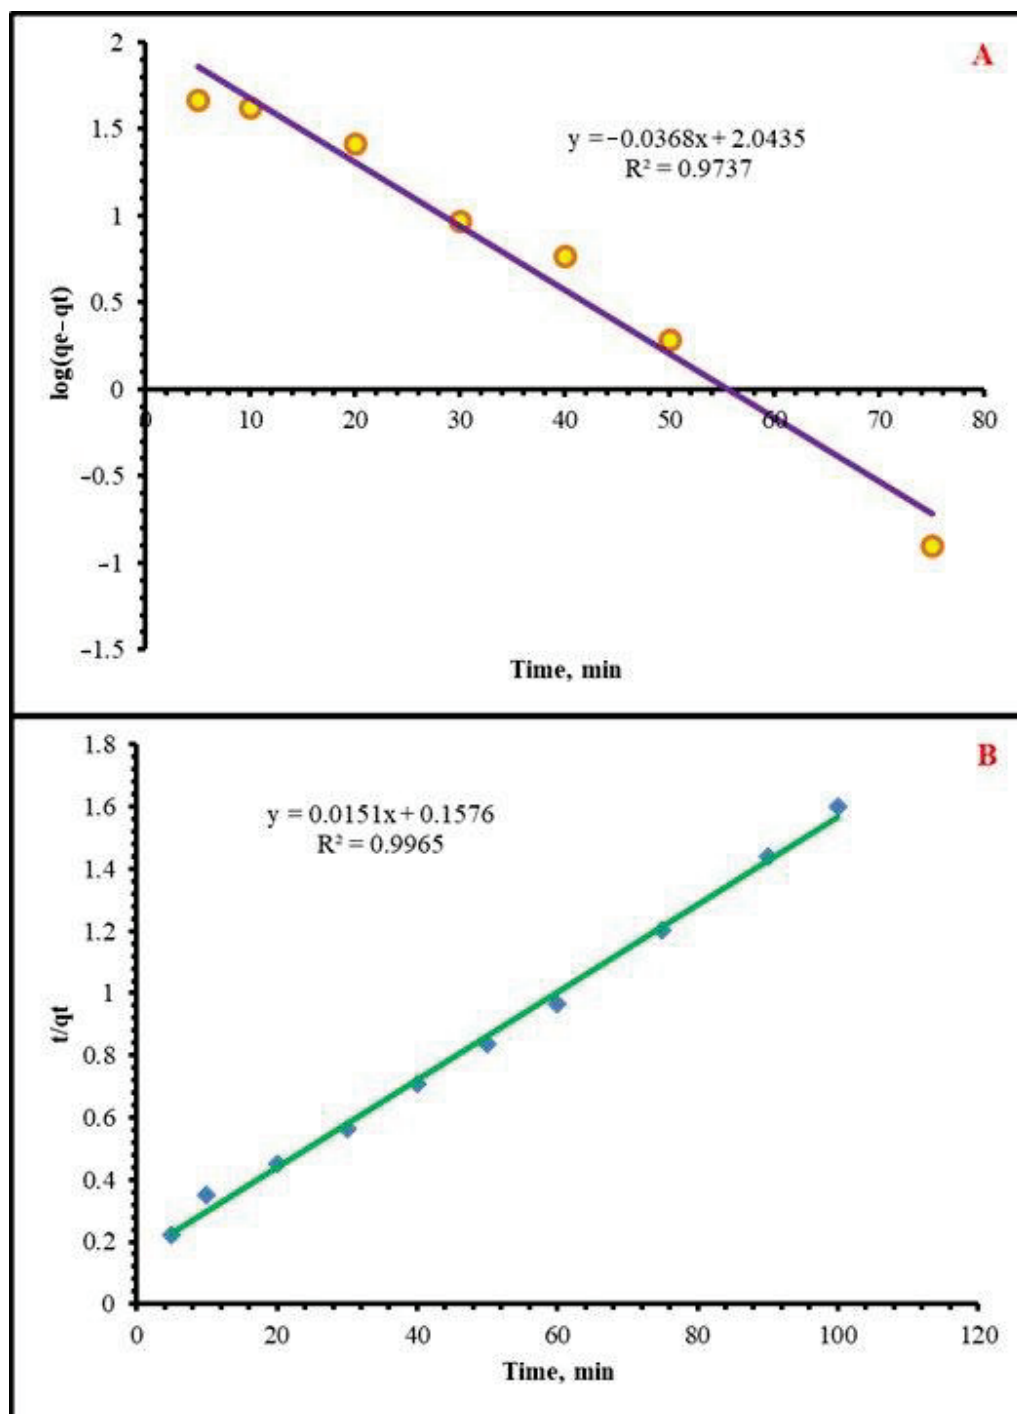 A
2
1.5
1
0.5
0
−0.5
−1
−1.5
log(qe−qt)
y =−0.0368x + 2.0435
R² = 0.9737
0 10 20 30 40 50 60 70 80
Time, min
B
1.8
1.6
1.4
1.2
1
0.8
0.6
0.4
0.2
0
t/qt
y = 0.0151x + 0.1576
R² = 0.9965
0 20 40 60 80 100 120
Time, min